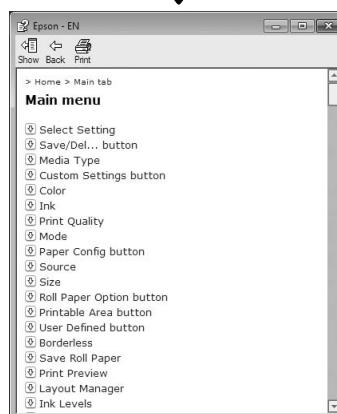 Epson - EN
Show Back Print
> Home > Main tab
Main menu
Select Setting
Save/Del... button
Media Type
Custom Settings button
Color
Ink
Print Quality
Mode
Paper Config button
Source
Size
Roll Paper Option button
Printable Area button
User Defined button
Borderless
Save Roll Paper
Print Preview
Layout Manager
Ink Levels